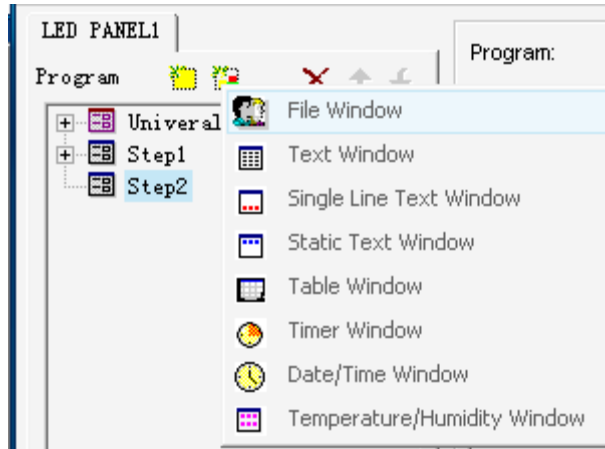 LED PANEL1
Program
Program:
Univeral
Step1
Step2
File Window
Text Window
Single Line Text Window
Static Text Window
Table Window
Timer Window
Date/Time Window
Temperature/Humidity Window